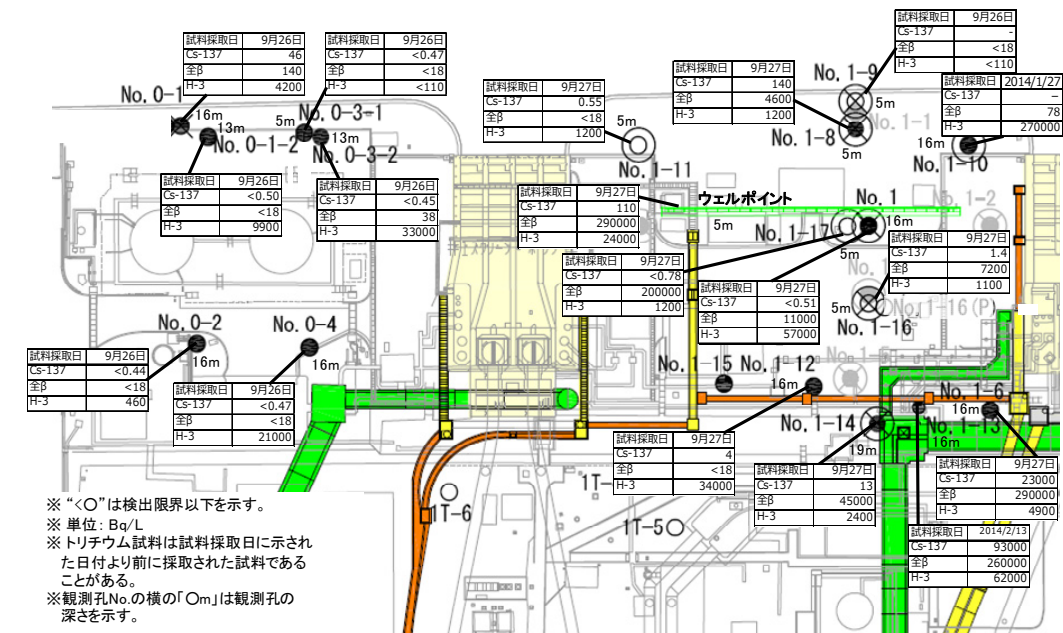 試料採取日 9月26日
Cs-137 46
全β 140
H-3 4200
試料採取日 9月26日
Cs-137 <0.47
全β <18
H-3 <110
試料採取日 9月27日
Cs-137 0.55
全β <18
H-3 1200
試料採取日 9月27日
Cs-137 140
全β 4600
H-3 1200
試料採取日 9月26日
Cs-137 -
全β <18
H-3 <110
試料採取日 2014/1/27
Cs-137 −
全β 78
H-3 270000
No. 0-1
16m
13m
No. 0-1-2
5m
No. 0-3-1
13m
No. 0-3-2
5m
No. 1-11
No. 1-9
5m
No. 1-8
5m
No. 1-1
16m
No. 1-10
試料採取日 9月26日
Cs-137 <0.50
全β <18
H-3 9900
試料採取日 9月26日
Cs-137 <0.45
全β 38
H-3 33000
試料採取日 9月27日
Cs-137 110
全β 290000
H-3 24000
ウェルポイント
5m
No. 1
16m
No. 1-17
5m
No. 1-2
試料採取日 9月27日
Cs-137 <0.78
全β 200000
H-3 1200
試料採取日 9月27日
Cs-137 <0.51
全β 11000
H-3 57000
試料採取日 9月27日
Cs-137 1.4
全β 7200
H-3 1100
5m
No. 1-16
No. 1-16(P)
No. 0-2
16m
No. 0-4
16m
試料採取日 9月26日
Cs-137 <0.44
全β <18
H-3 460
試料採取日 9月26日
Cs-137 <0.47
全β <18
H-3 21000
No. 1-15
No. 1-12
16m
No. 1-6
16m
No. 1-13
16m
No. 1-14
19m
試料採取日 9月27日
Cs-137 4
全β <18
H-3 34000
試料採取日 9月27日
Cs-137 13
全β 45000
H-3 2400
試料採取日 9月27日
Cs-137 23000
全β 290000
H-3 4900
試料採取日 2014/2/13
Cs-137 93000
全β 260000
H-3 62000
1T-6
1T-
1T-5
※ “<○”は検出限界以下を示す。
※ 単位: Bq/L
※トリチウム試料は試料採取日に示され
た日付より前に採取された試料である
ことがある。
※観測孔No.の横の「○m」は観測孔の
深さを示す。